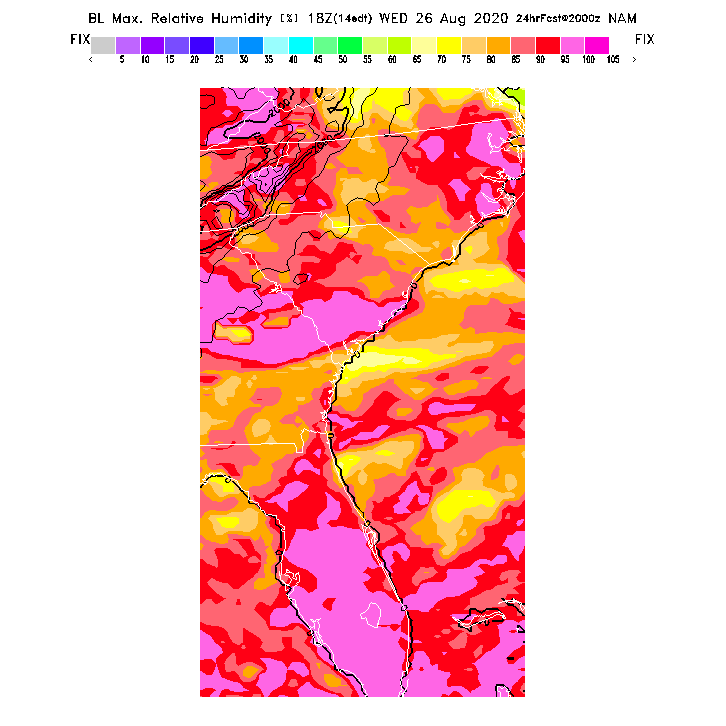 BL Max. Relative Humidity [%] 18Z(14edt) WED 26 Aug 2020 24hrFcst@2000z NAM
FIX FIX
< 5 10 15 20 25 30 35 40 45 50 55 60 65 70 75 80 85 90 95 100 105 <